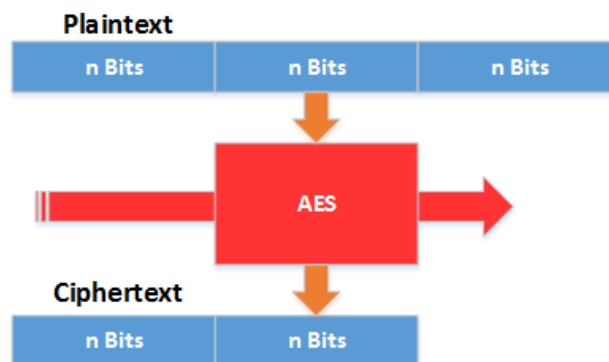 Plaintext
n Bits n Bits n Bits
AES
Ciphertext
n Bits n Bits